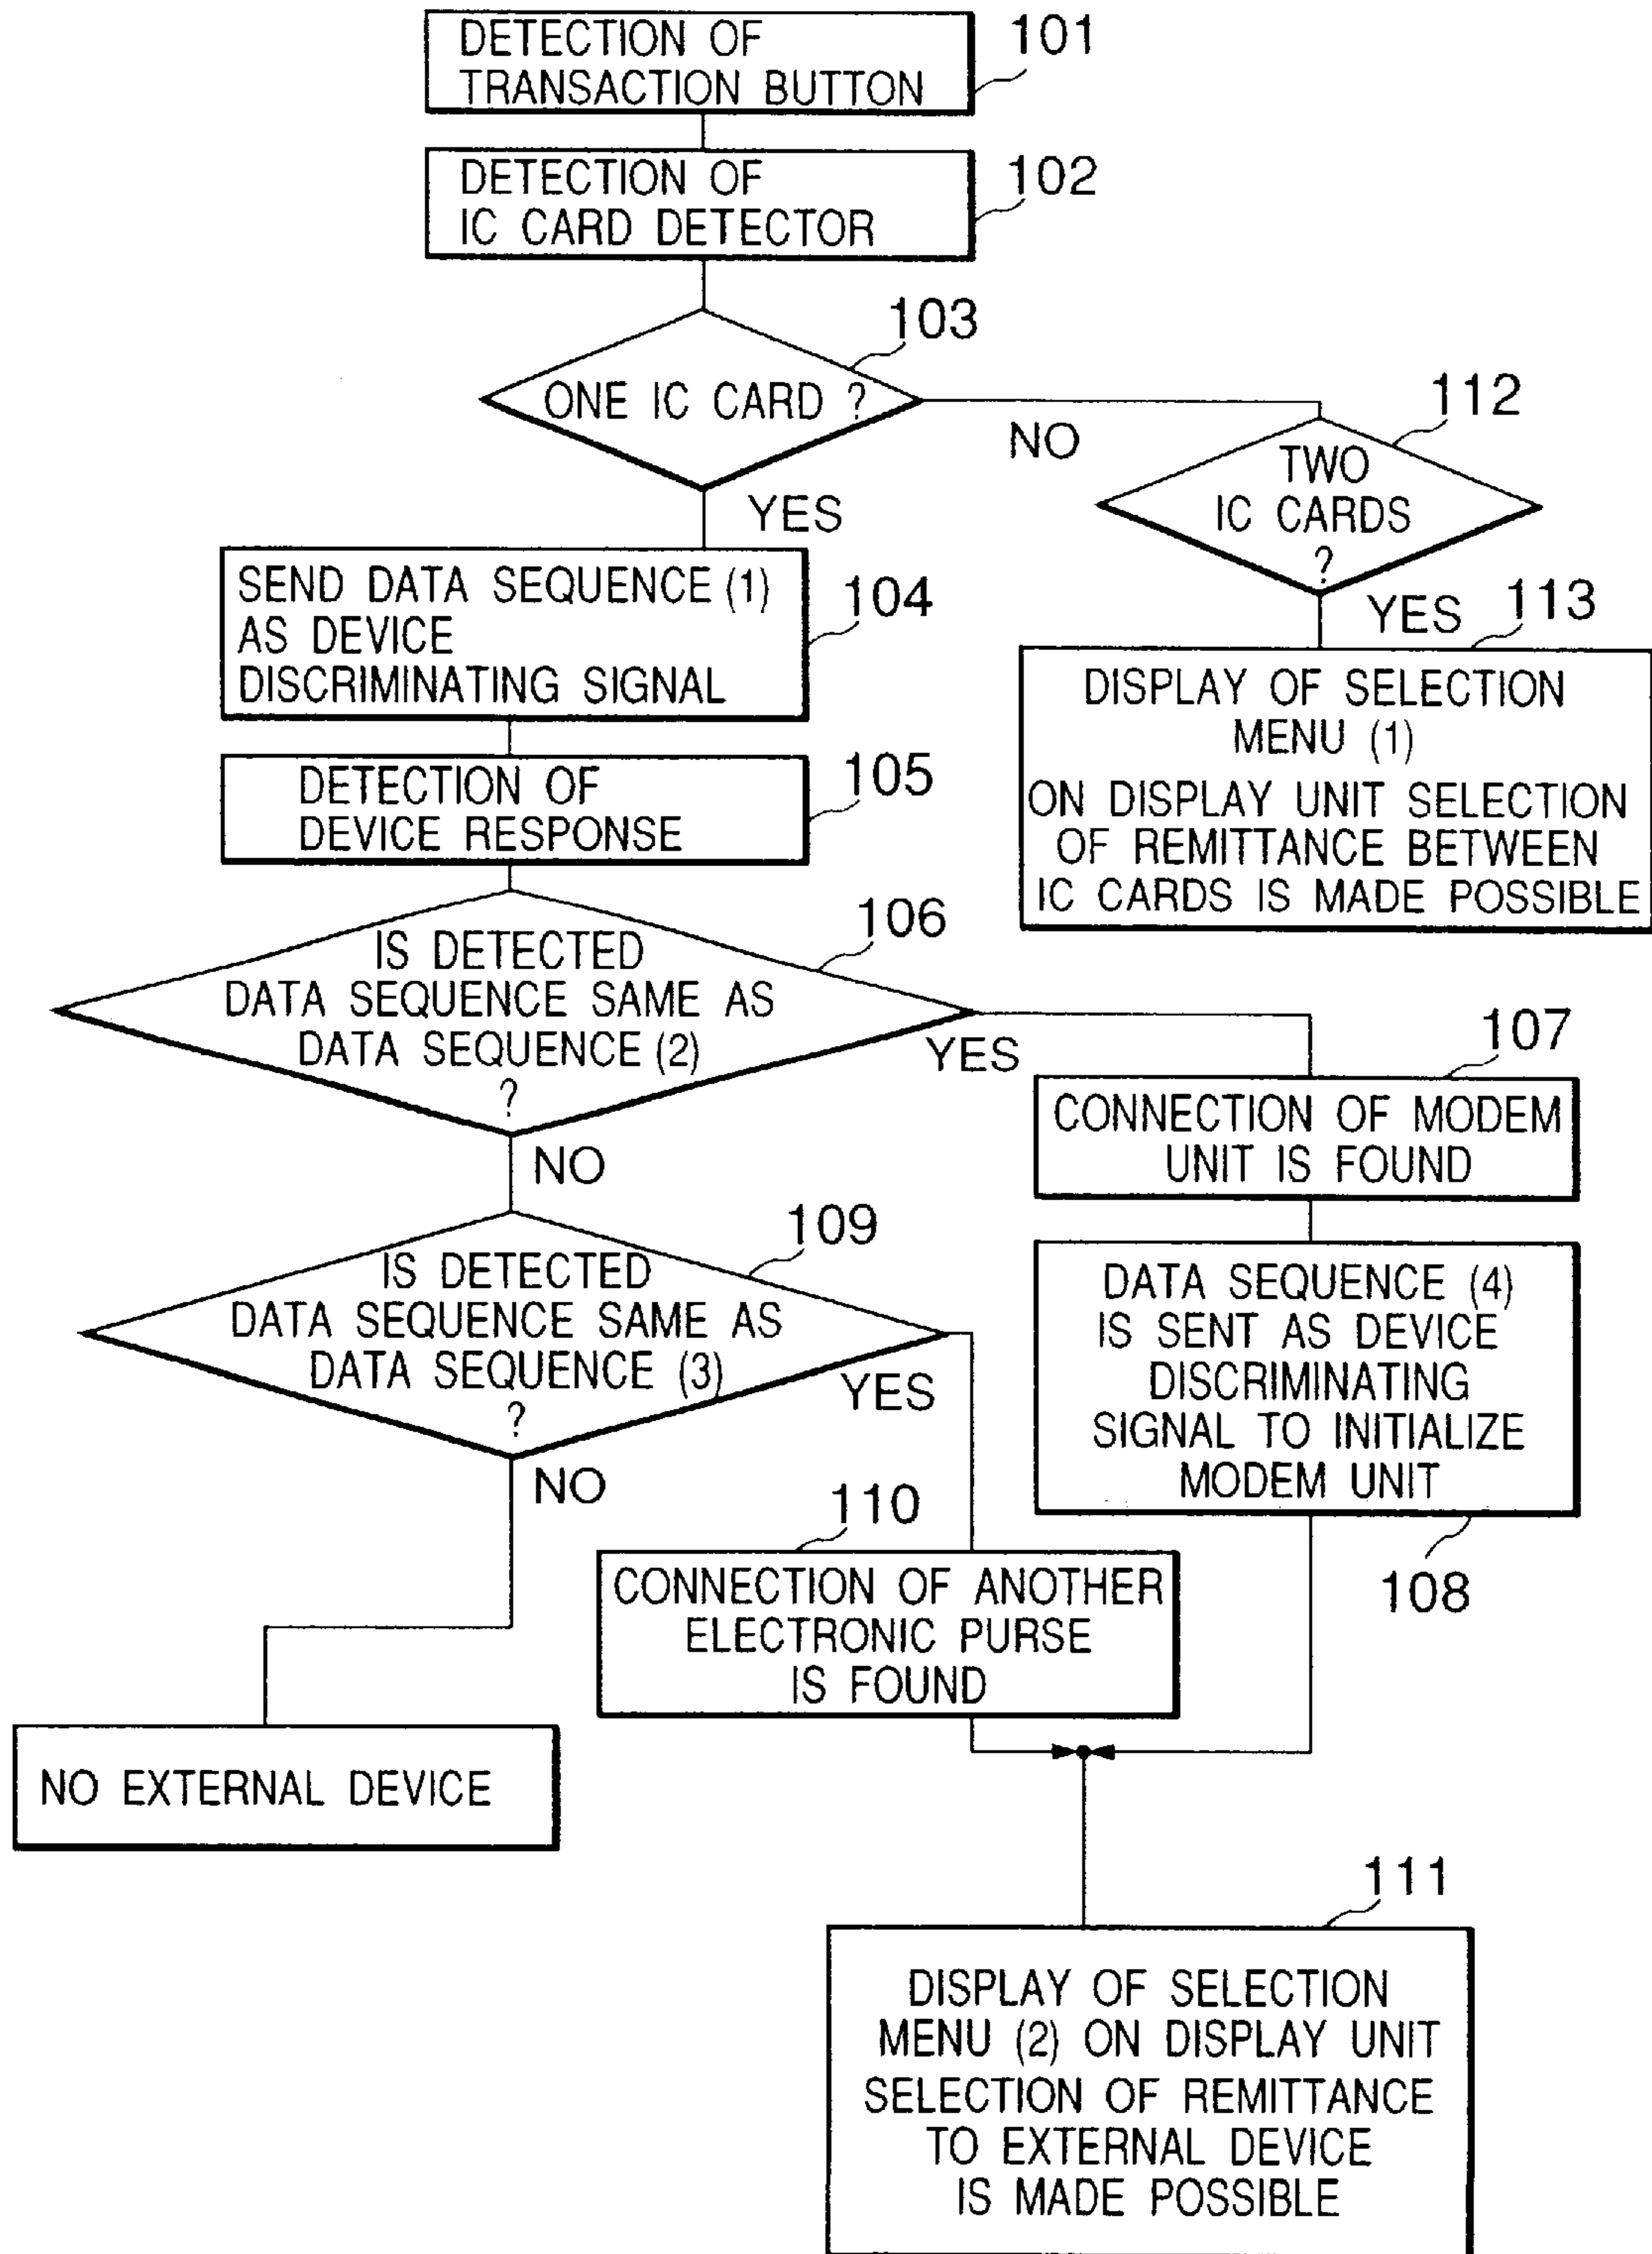 DETECTION OF
TRANSACTION BUTTON
101
DETECTION OF
IC CARD DETECTOR
102
103
ONE IC CARD ?
NO
YES
112
TWO
IC CARDS
?
YES
113
DISPLAY OF SELECTION
MENU (1)
ON DISPLAY UNIT SELECTION
OF REMITTANCE BETWEEN
IC CARDS IS MADE POSSIBLE
SEND DATA SEQUENCE (1)
AS DEVICE
DISCRIMINATING SIGNAL
104
DETECTION OF
DEVICE RESPONSE
105
106
IS DETECTED
DATA SEQUENCE SAME AS
DATA SEQUENCE (2)
?
YES
NO
107
CONNECTION OF MODEM
UNIT IS FOUND
DATA SEQUENCE (4)
IS SENT AS DEVICE
DISCRIMINATING
SIGNAL TO INITIALIZE
MODEM UNIT
108
109
IS DETECTED
DATA SEQUENCE SAME AS
DATA SEQUENCE (3)
?
YES
NO
110
CONNECTION OF ANOTHER
ELECTRONIC PURSE
IS FOUND
NO EXTERNAL DEVICE
111
DISPLAY OF SELECTION
MENU (2) ON DISPLAY UNIT
SELECTION OF REMITTANCE
TO EXTERNAL DEVICE
IS MADE POSSIBLE